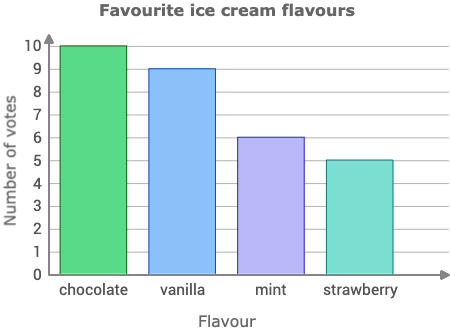 Favourite ice cream flavours
Number of votes
10
9
8
7
6
5
4
3
2
1
0
chocolate vanilla mint strawberry
Flavour